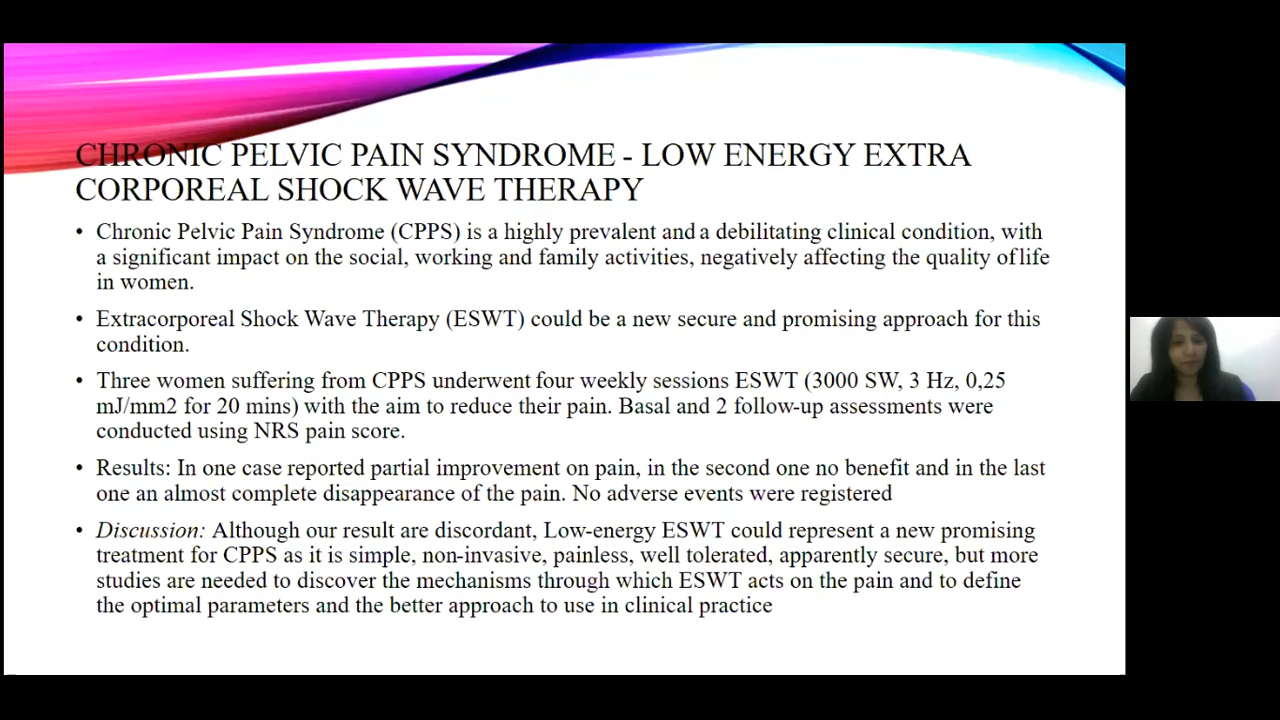 CHRONIC PELVIC PAIN SYNDROME - LOW ENERGY EXTRA
CORPOREAL SHOCK WAVE THERAPY
• Chronic Pelvic Pain Syndrome (CPPS) is a highly prevalent and a debilitating clinical condition, with
a significant impact on the social, working and family activities, negatively affecting the quality of life
in women.
• Extracorporeal Shock Wave Therapy (ESWT) could be a new secure and promising approach for this
condition.
• Three women suffering from CPPS underwent four weekly sessions ESWT (3000 SW, 3 Hz, 0,25
mJ/mm2 for 20 mins) with the aim to reduce their pain. Basal and 2 follow-up assessments were
conducted using NRS pain score.
• Results: In one case reported partial improvement on pain, in the second one no benefit and in the last
one an almost complete disappearance of the pain. No adverse events were registered
• Discussion: Although our result are discordant, Low-energy ESWT could represent a new promising
treatment for CPPS as it is simple, non-invasive, painless, well tolerated, apparently secure, but more
studies are needed to discover the mechanisms through which ESWT acts on the pain and to define
the optimal parameters and the better approach to use in clinical practice